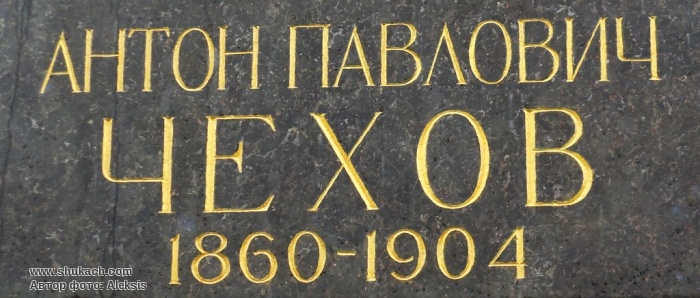 АНТОН ПАВЛОВИЧ
ЧЕХОВ
1860-1904
www.shukach.com
Автор фото: Aleksis